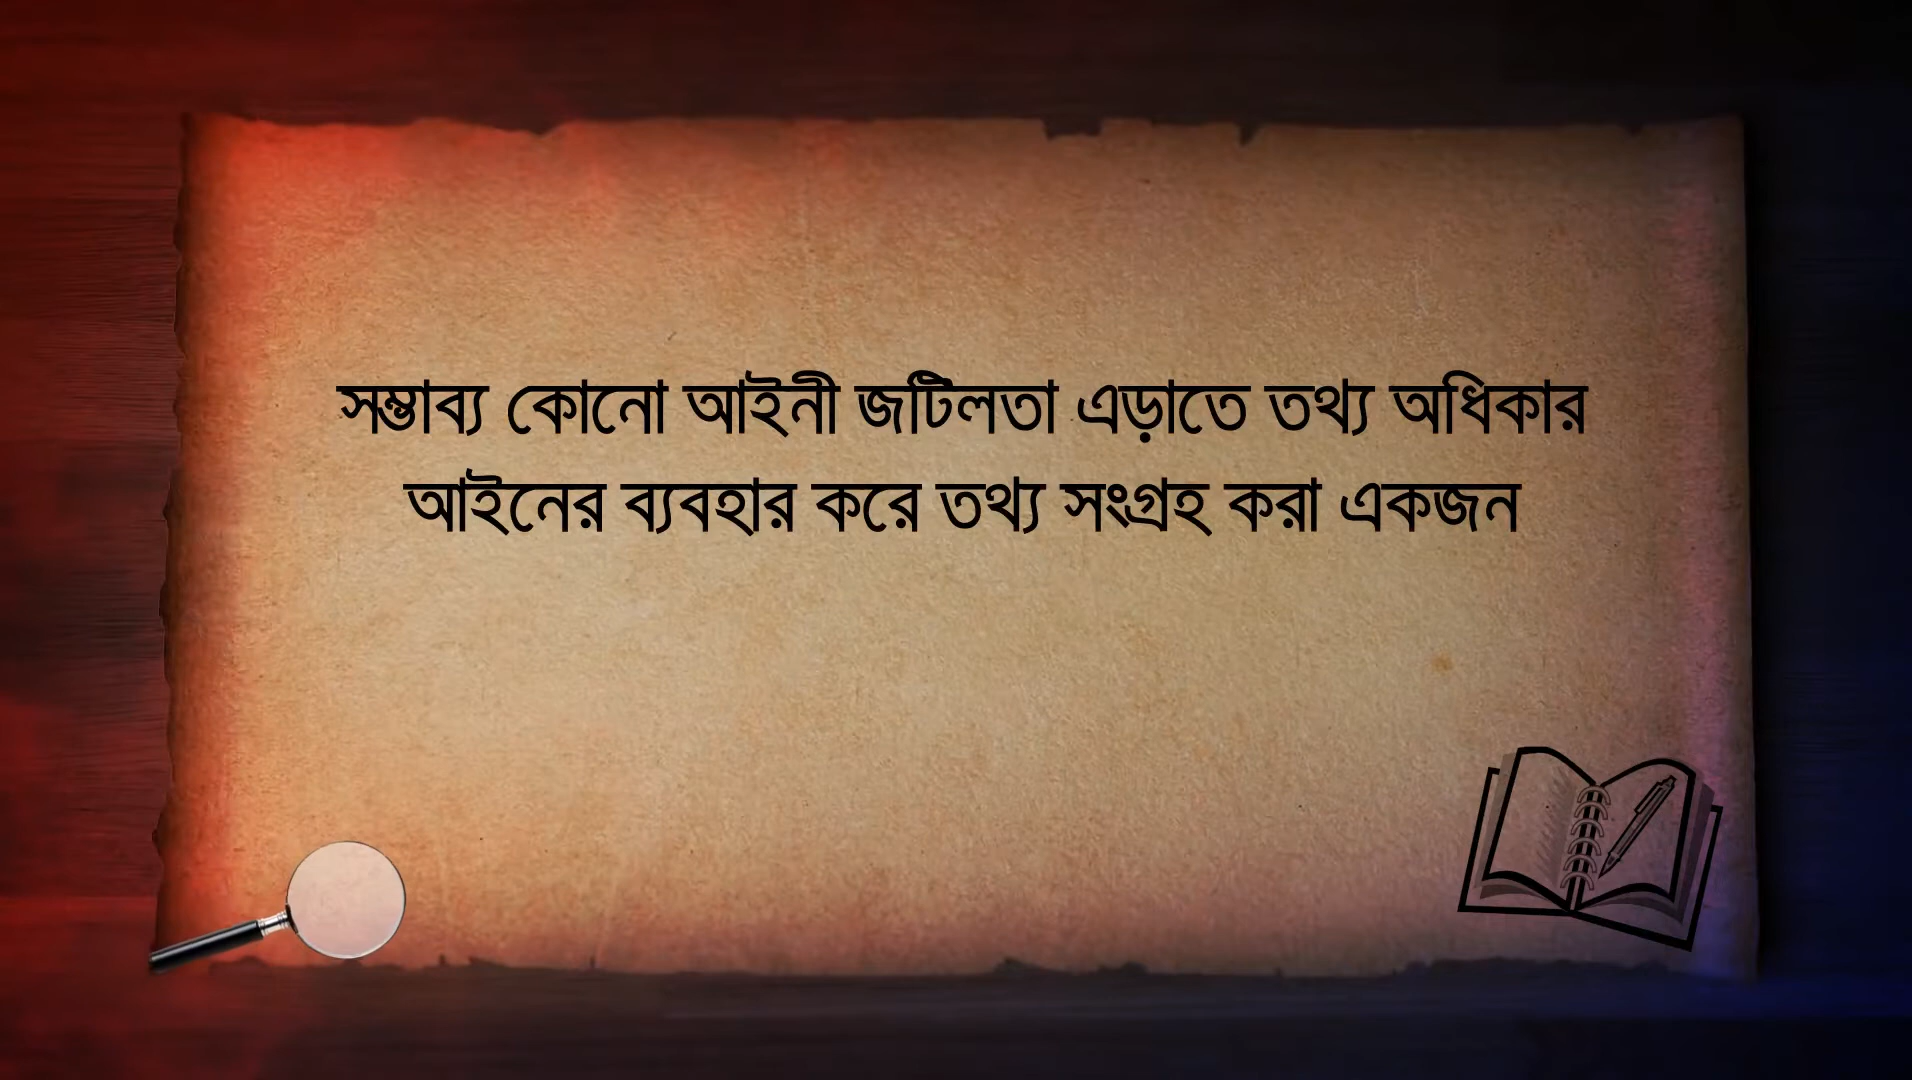 সম্ভাব্য কোনো আইনী জটিলতা এড়াতে তথ্য অধিকার
আইনের ব্যবহার করে তথ্য সংগ্রহ করা একজন